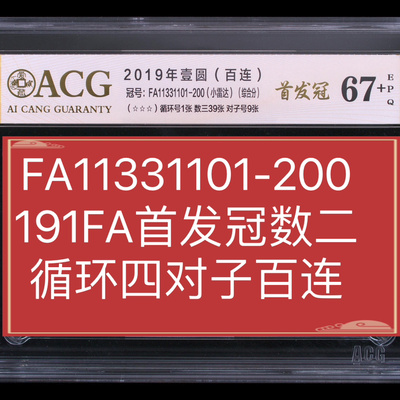 ACG
AI CANG GUARANTY
2019年壹圆（百连）
冠号：FA11331101-200（小雷达）（综合分）
（☆☆☆）循环号1张 数三39张 对子号9张
首发冠
67+
EPQ
FA11331101-200
191FA首发冠数二
循环四对子百连
ACG